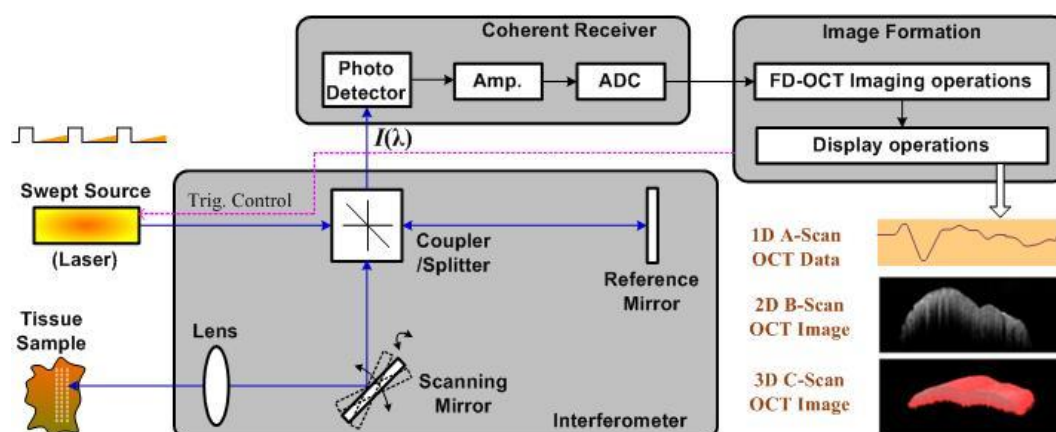 Coherent Receiver
Photo
Detector
Amp.
ADC
Image Formation
FD-OCT Imaging operations
Display operations
I(λ)
Swept Source
(Laser)
Trig. Control
Coupler
/Splitter
Reference
Mirror
Tissue
Sample
Lens
Scanning
Mirror
Interferometer
1D A-Scan
OCT Data
2D B-Scan
OCT Image
3D C-Scan
OCT Image